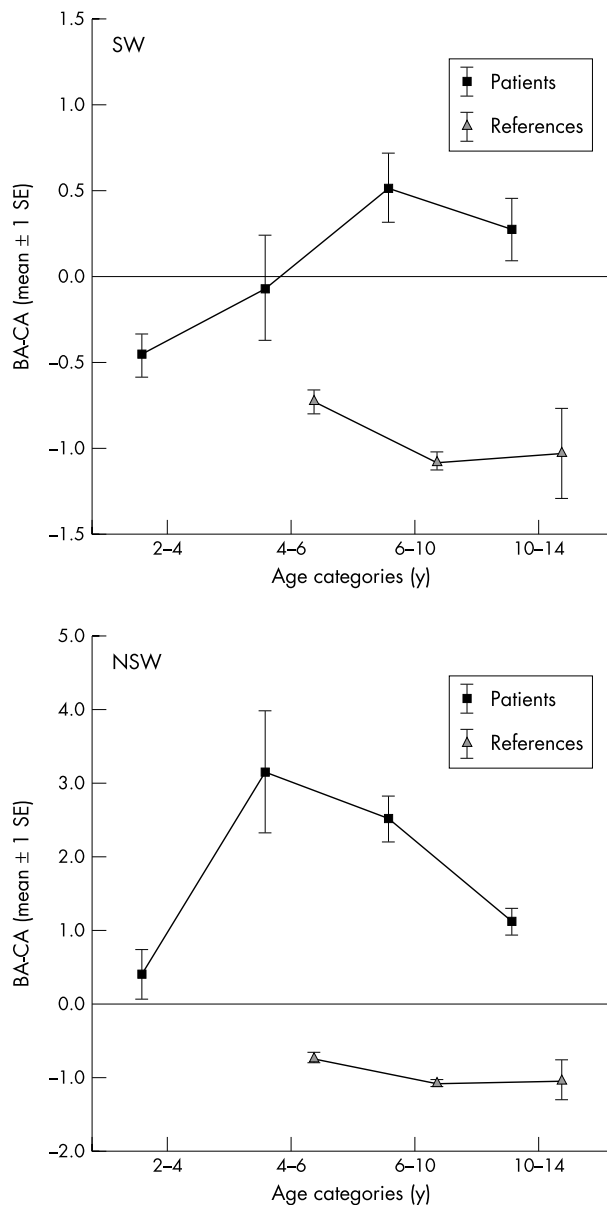 1.5
SW
Patients
References
1.0
0.5
0.0
–0.5
–1.0
–1.5
BA-CA (mean ± 1 SE)
2–4
4–6
6–10
10–14
Age categories (y)
5.0
NSW
Patients
References
4.0
3.0
2.0
1.0
0.0
–1.0
–2.0
BA-CA (mean ± 1 SE)
2–4
4–6
6–10
10–14
Age categories (y)